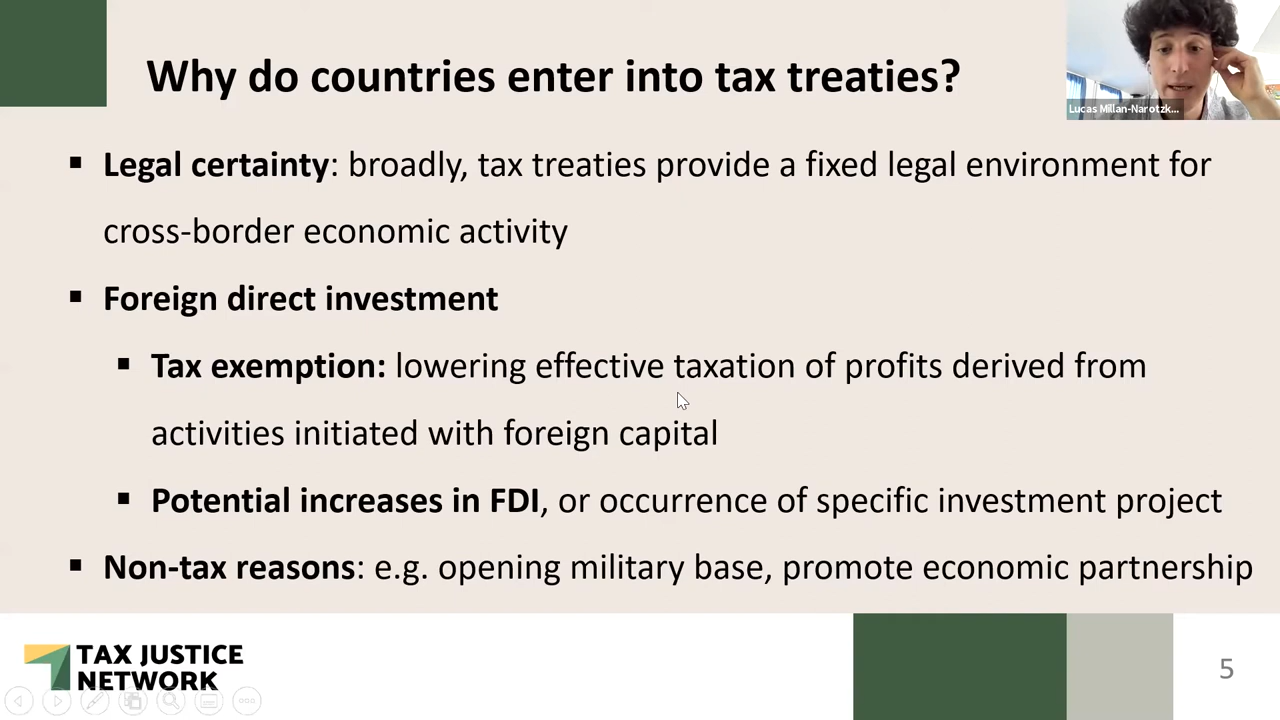 Why do countries enter into tax treaties?
Lucas Millan-Narotzk...
▪ Legal certainty: broadly, tax treaties provide a fixed legal environment for
cross-border economic activity
▪ Foreign direct investment
▪ Tax exemption: lowering effective taxation of profits derived from
activities initiated with foreign capital
▪ Potential increases in FDI, or occurrence of specific investment project
▪ Non-tax reasons: e.g. opening military base, promote economic partnership
TAX JUSTICE
NETWORK
5